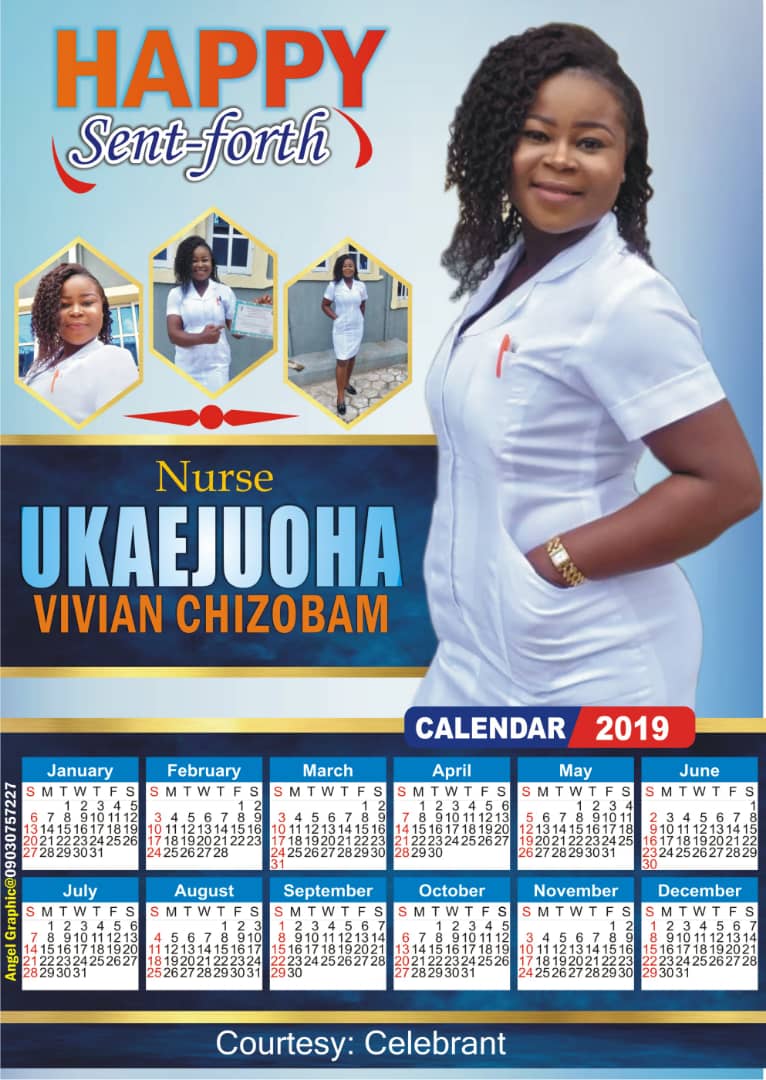 HAPPY
Sent-forth
Nurse
UKAEJUOHA
VIVIAN CHIZOBAM
CALENDAR 2019
January
S M T W T F S
1 2 3 4 5
6 7 8 9 10 11 12
13 14 15 16 17 18 19
20 21 22 23 24 25 26
27 28 29 30 31
February
S M T W T F S
1 2
3 4 5 6 7 8 9
10 11 12 13 14 15 16
17 18 19 20 21 22 23
24 25 26 27 28
March
S M T W T F S
1 2
3 4 5 6 7 8 9
10 11 12 13 14 15 16
17 18 19 20 21 22 23
24 25 26 27 28 29 30
31
April
S M T W T F S
1 2 3 4 5 6
7 8 9 10 11 12 13
14 15 16 17 18 19 20
21 22 23 24 25 26 27
28 29 30
May
S M T W T F S
1 2 3 4
5 6 7 8 9 10 11
12 13 14 15 16 17 18
19 20 21 22 23 24 25
26 27 28 29 30 31
June
S M T W T F S
1
2 3 4 5 6 7 8
9 10 11 12 13 14 15
16 17 18 19 20 21 22
23 24 25 26 27 28 29
30
July
S M T W T F S
1 2 3 4 5 6
7 8 9 10 11 12 13
14 15 16 17 18 19 20
21 22 23 24 25 26 27
28 29 30 31
August
S M T W T F S
1 2 3
4 5 6 7 8 9 10
11 12 13 14 15 16 17
18 19 20 21 22 23 24
25 26 27 28 29 30 31
September
S M T W T F S
1 2 3 4 5 6 7
8 9 10 11 12 13 14
15 16 17 18 19 20 21
22 23 24 25 26 27 28
29 30
October
S M T W T F S
1 2 3 4 5
6 7 8 9 10 11 12
13 14 15 16 17 18 19
20 21 22 23 24 25 26
27 28 29 30 31
November
S M T W T F S
1 2
3 4 5 6 7 8 9
10 11 12 13 14 15 16
17 18 19 20 21 22 23
24 25 26 27 28 29 30
December
S M T W T F S
1 2 3 4 5 6 7
8 9 10 11 12 13 14
15 16 17 18 19 20 21
22 23 24 25 26 27 28
29 30 31
Angel Graphic@09030757227
Courtesy: Celebrant